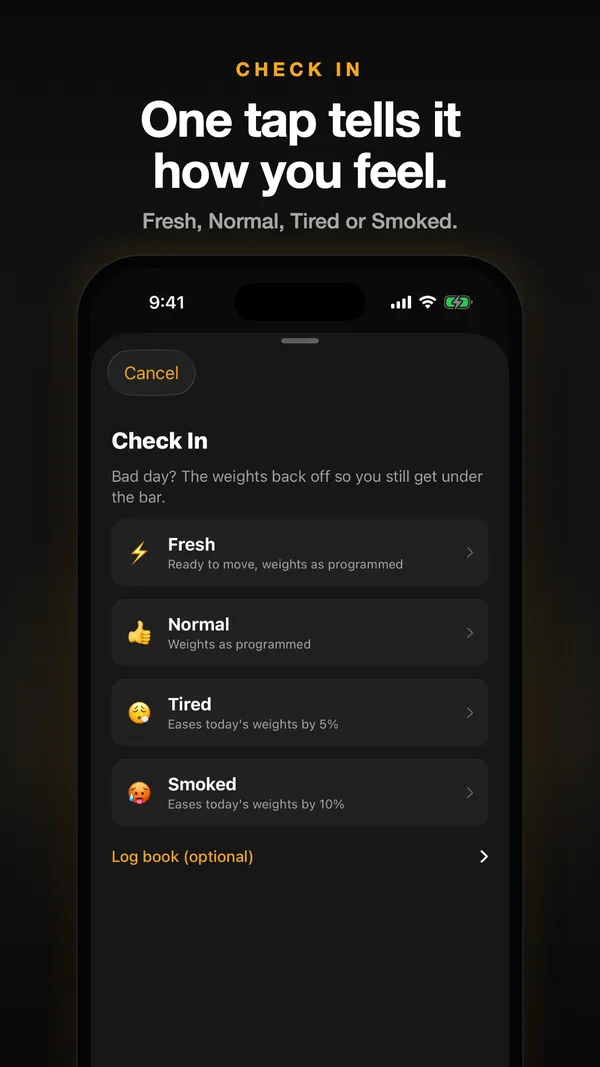 CHECK IN
One tap tells it
how you feel.
Fresh, Normal, Tired or Smoked.
9:41
Cancel
Check In
Bad day? The weights back off so you still get under
the bar.
Fresh
Ready to move, weights as programmed
Normal
Weights as programmed
Tired
Eases today's weights by 5%
Smoked
Eases today's weights by 10%
Log book (optional)